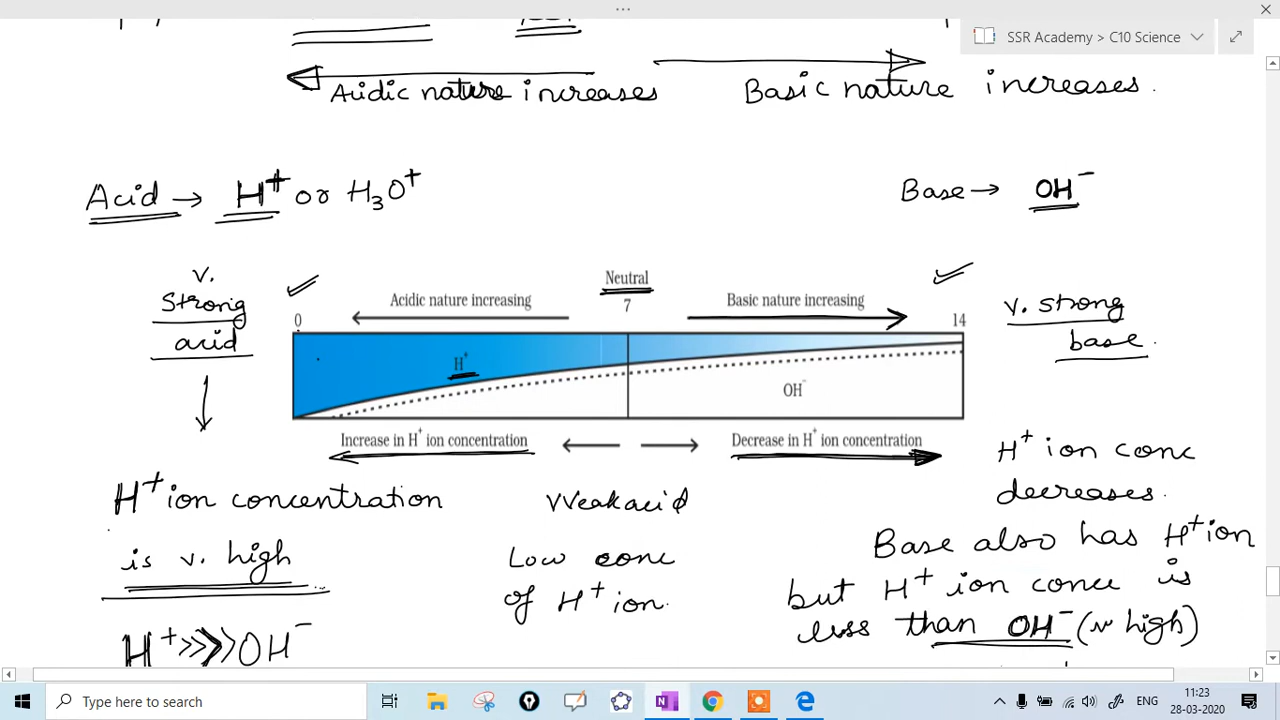 SSR Academy > C10 Science
Acidic nature increases
Basic nature increases.
Acid → H+ or H3O+
Base → OH-
v.
Strong
acid
Neutral
Acidic nature increasing
7
Basic nature increasing
0
14
v. strong
base.
H+
OH-
Increase in H+ ion concentration
Decrease in H+ ion concentration
H+ ion concentration
is v. high
H+ >>>> OH-
Weak acid
Low conc
of H+ ion.
H+ ion conc
decreases.
Base also has H+ ion
but H+ ion conc is
less than OH- (v high)
Type here to search
ENG
11:23
28-03-2020